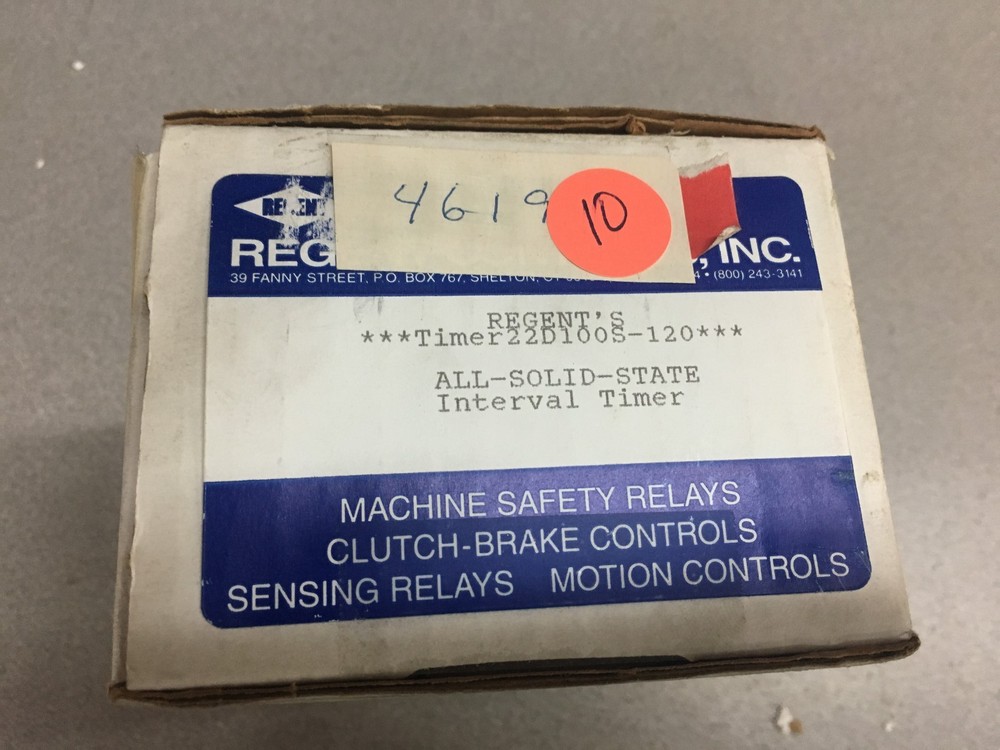 4619
10
REG INC.
39 FANNY STREET, P.O. BOX 767, SHELTON, (800) 243-3141
REGENT'S
***Timer22D100S-120***
ALL-SOLID-STATE
Interval Timer
MACHINE SAFETY RELAYS
CLUTCH-BRAKE CONTROLS
SENSING RELAYS MOTION CONTROLS